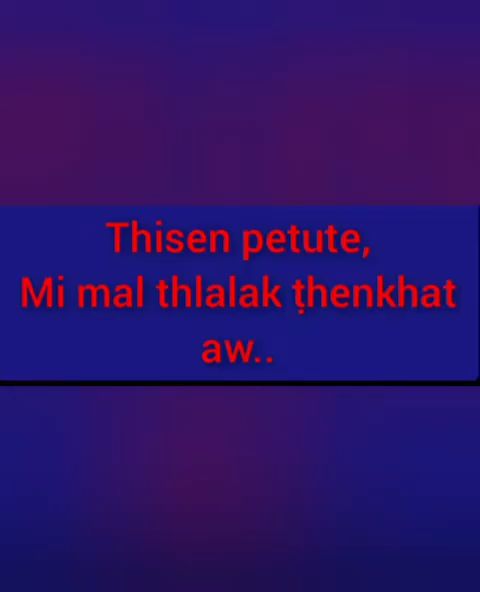 Thisen petute,
Mi mal thlalak ṭhenkhat
aw..